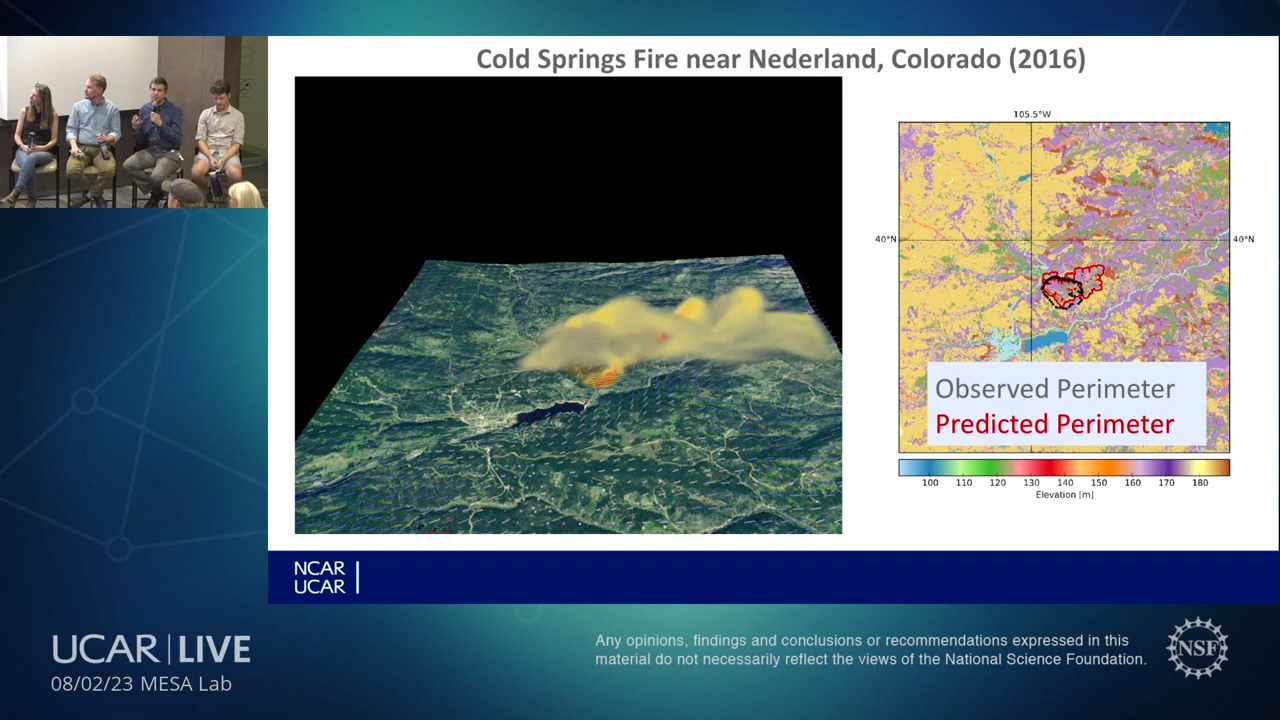 Cold Springs Fire near Nederland, Colorado (2016)
105.5°W
40°N
40°N
Observed Perimeter
Predicted Perimeter
100 110 120 130 140 150 160 170 180
Elevation [m]
NCAR
UCAR
UCAR | LIVE
08/02/23 MESA Lab
Any opinions, findings and conclusions or recommendations expressed in this
material do not necessarily reflect the views of the National Science Foundation.
NSF